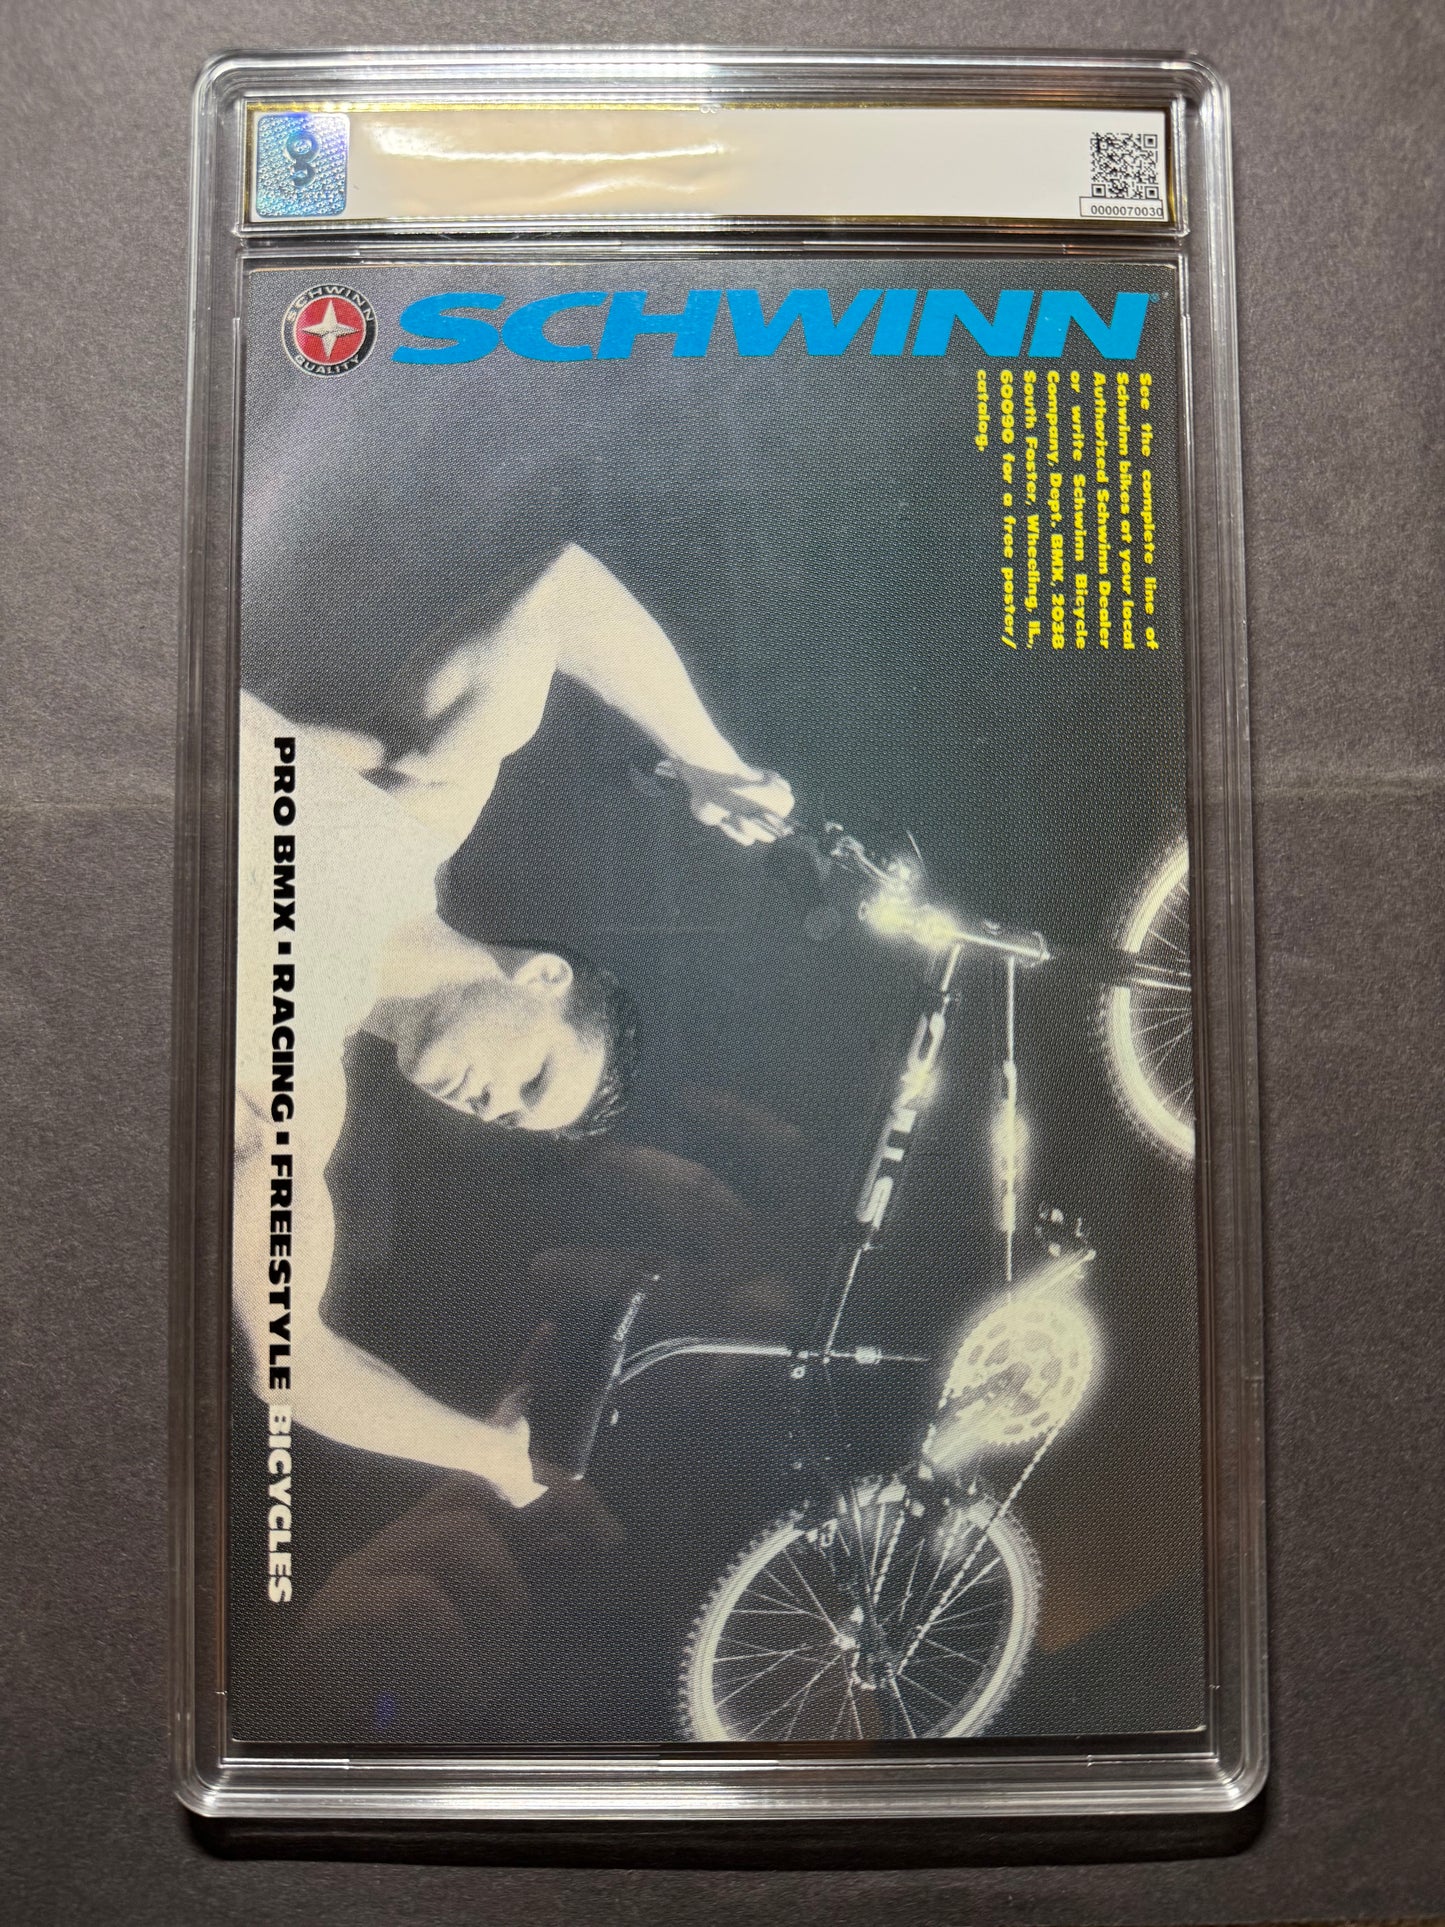 0000070030
SCHWINN
QUALITY
SCHWINN®
See the complete line of
Schwinn bikes at your local
Authorized Schwinn Dealer
or write Schwinn Bicycle
Company, Dept. BMX, 2038
South Foster, Wheeling, IL,
60090 for a free poster/
catalog.
PRO BMX ▪ RACING ▪ FREESTYLE BICYCLES